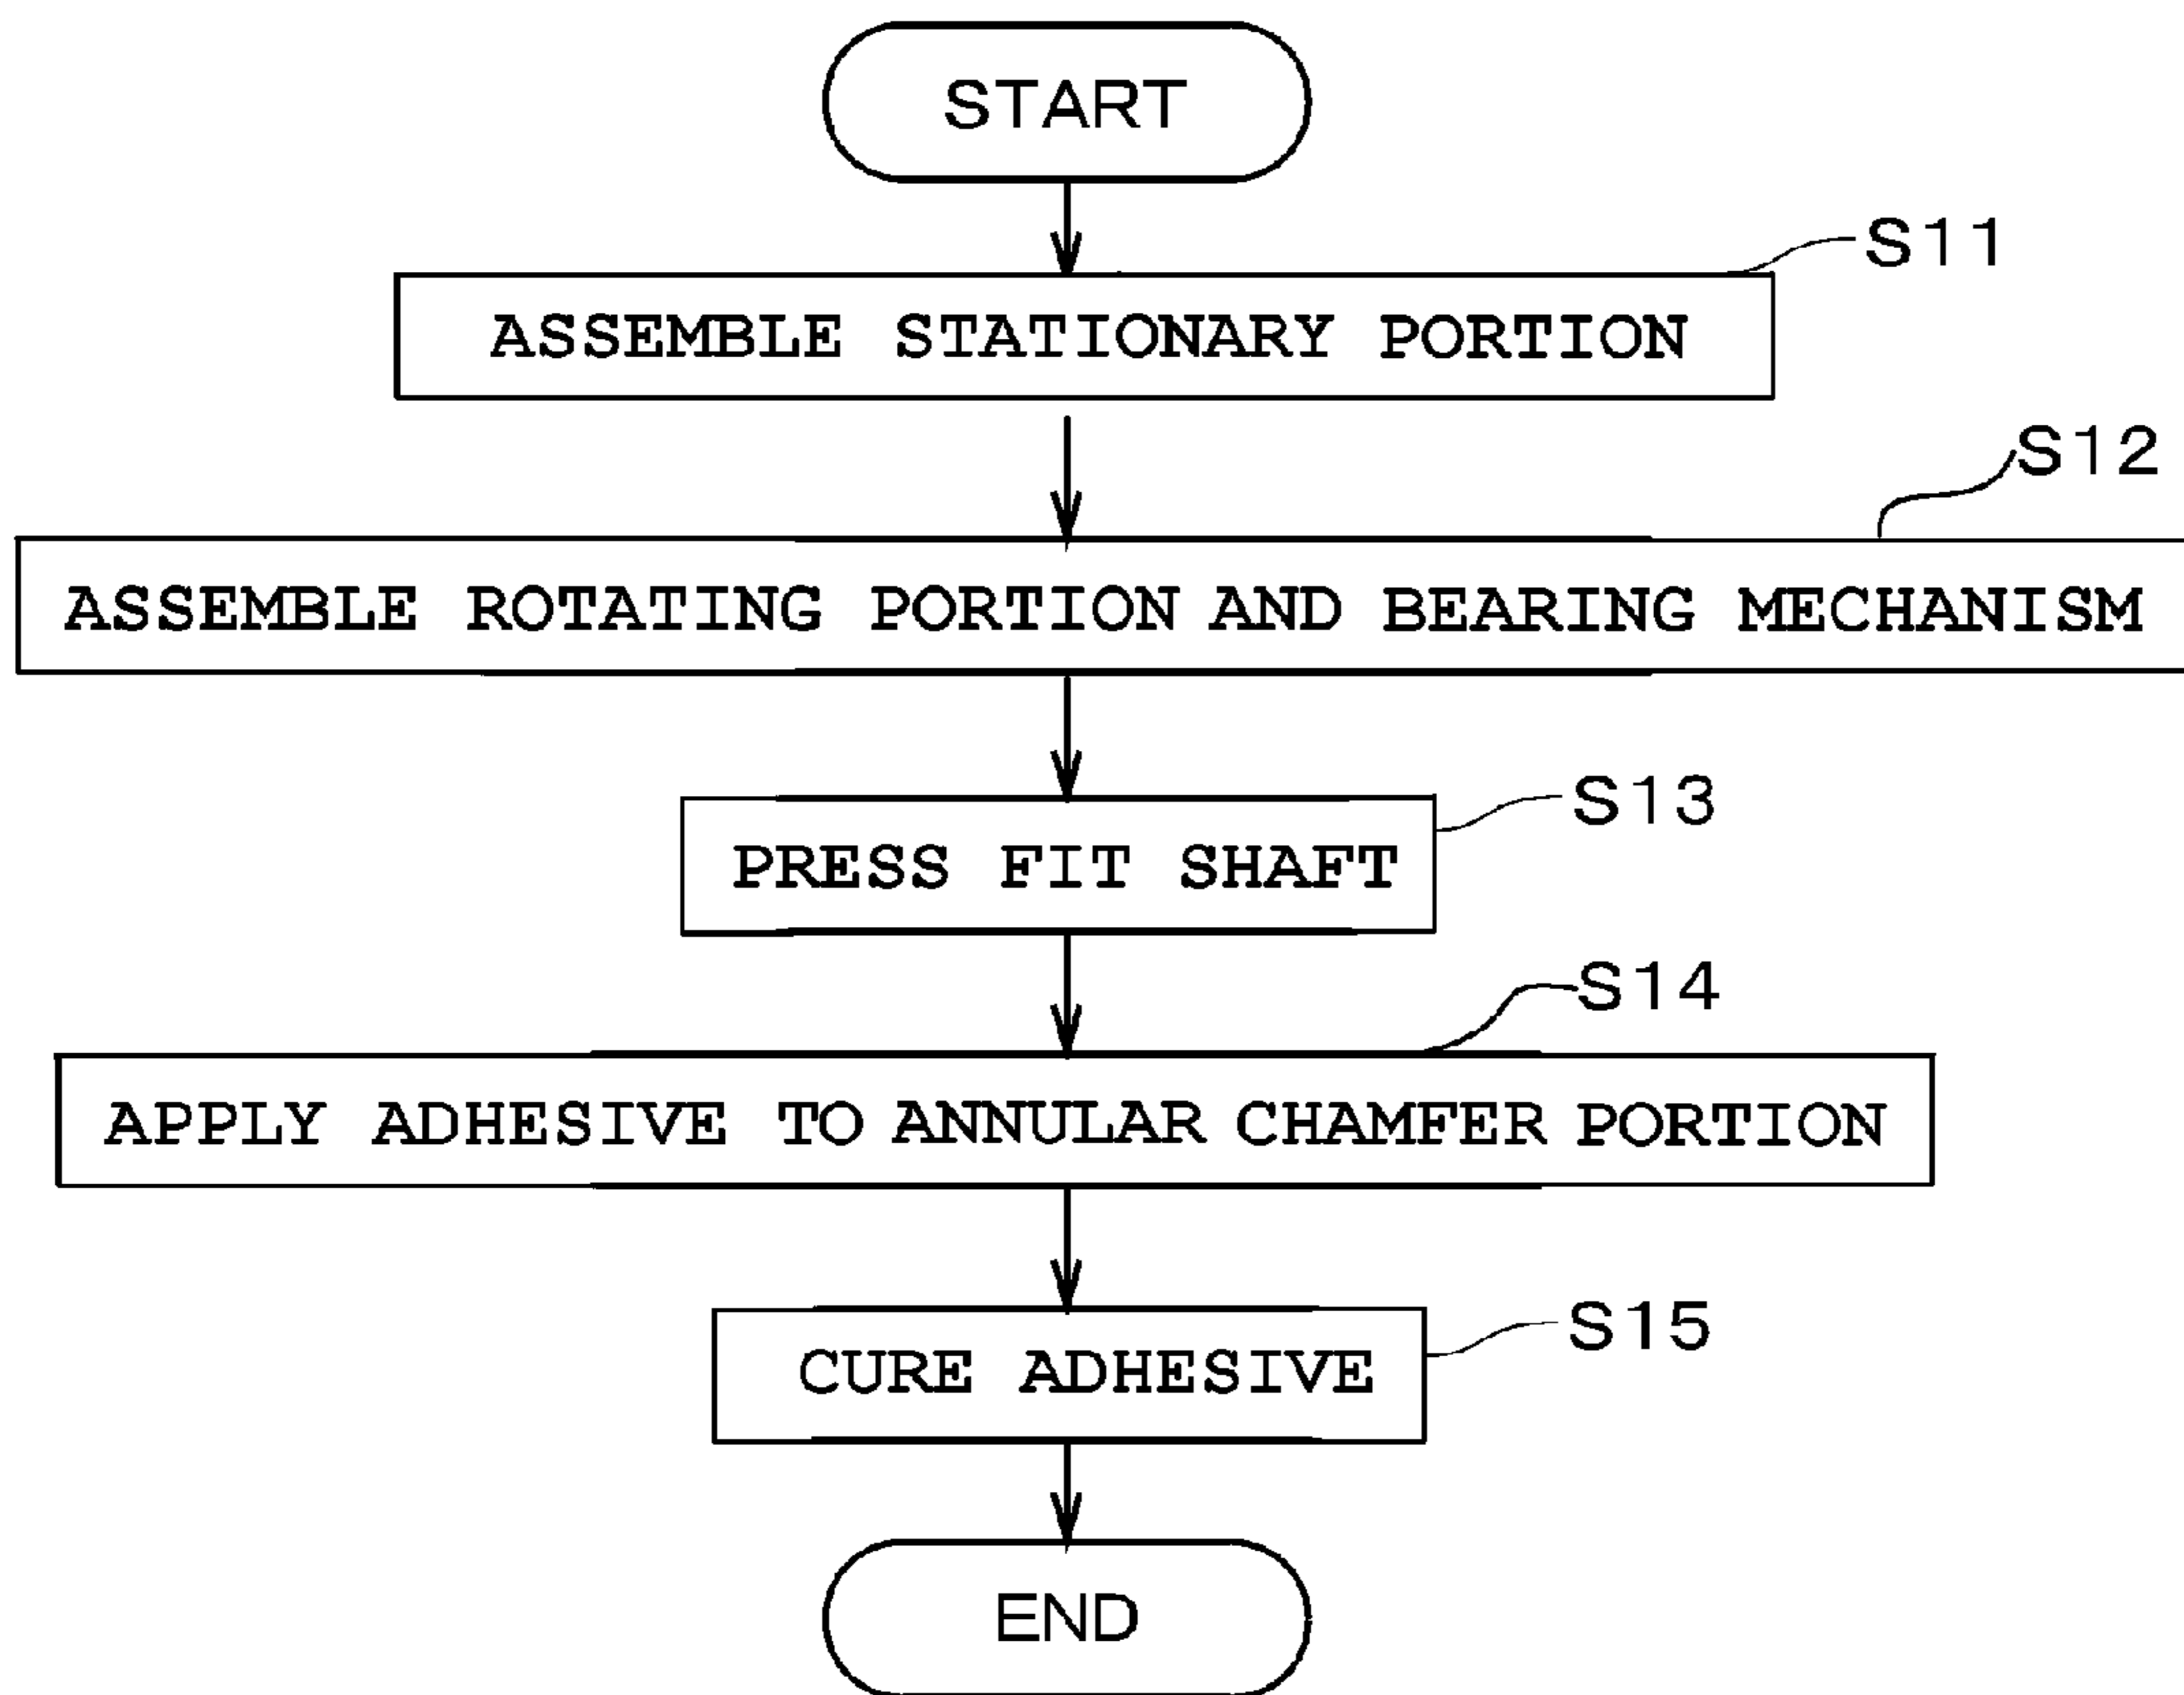 START
S11
ASSEMBLE STATIONARY PORTION
S12
ASSEMBLE ROTATING PORTION AND BEARING MECHANISM
S13
PRESS FIT SHAFT
S14
APPLY ADHESIVE TO ANNULAR CHAMFER PORTION
S15
CURE ADHESIVE
END